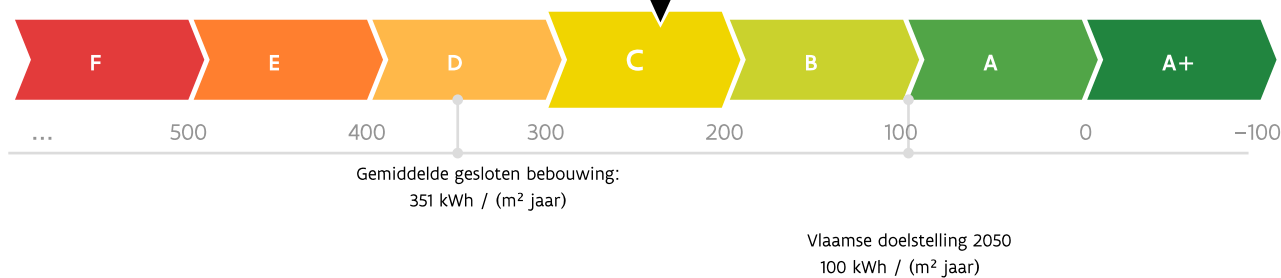 F E D C B A A+
... 500 400 300 200 100 0 −100
Gemiddelde gesloten bebouwing:
351 kWh / (m² jaar)
Vlaamse doelstelling 2050
100 kWh / (m² jaar)